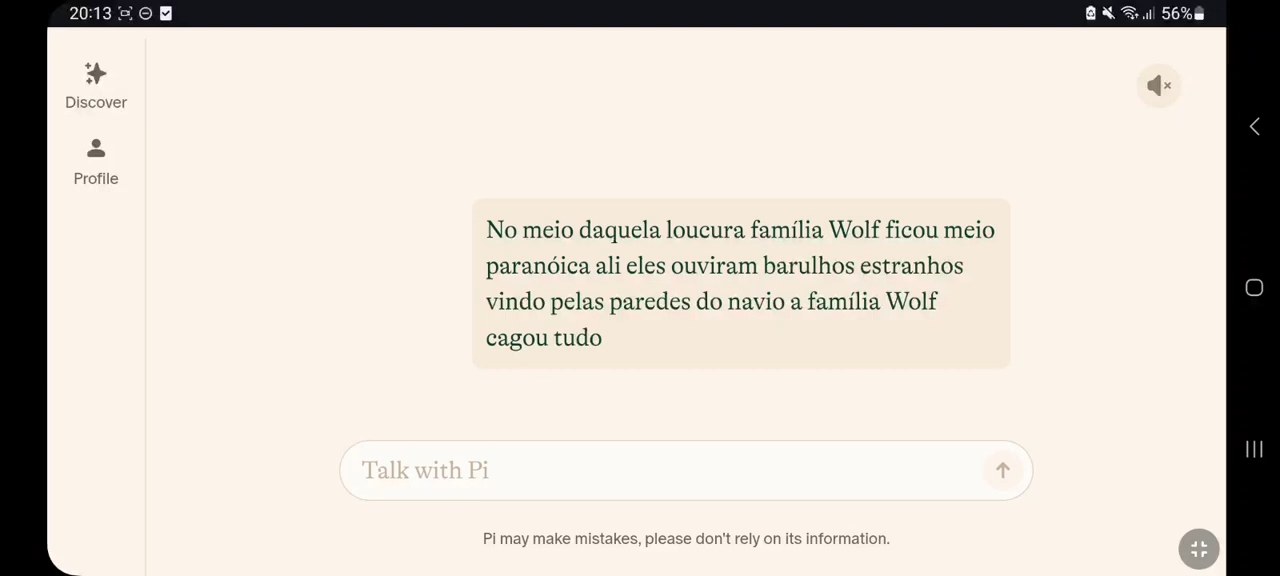 20:13
56%
Discover
Profile
No meio daquela loucura família Wolf ficou meio
paranóica ali eles ouviram barulhos estranhos
vindo pelas paredes do navio a família Wolf
cagou tudo
Talk with Pi
Pi may make mistakes, please don't rely on its information.